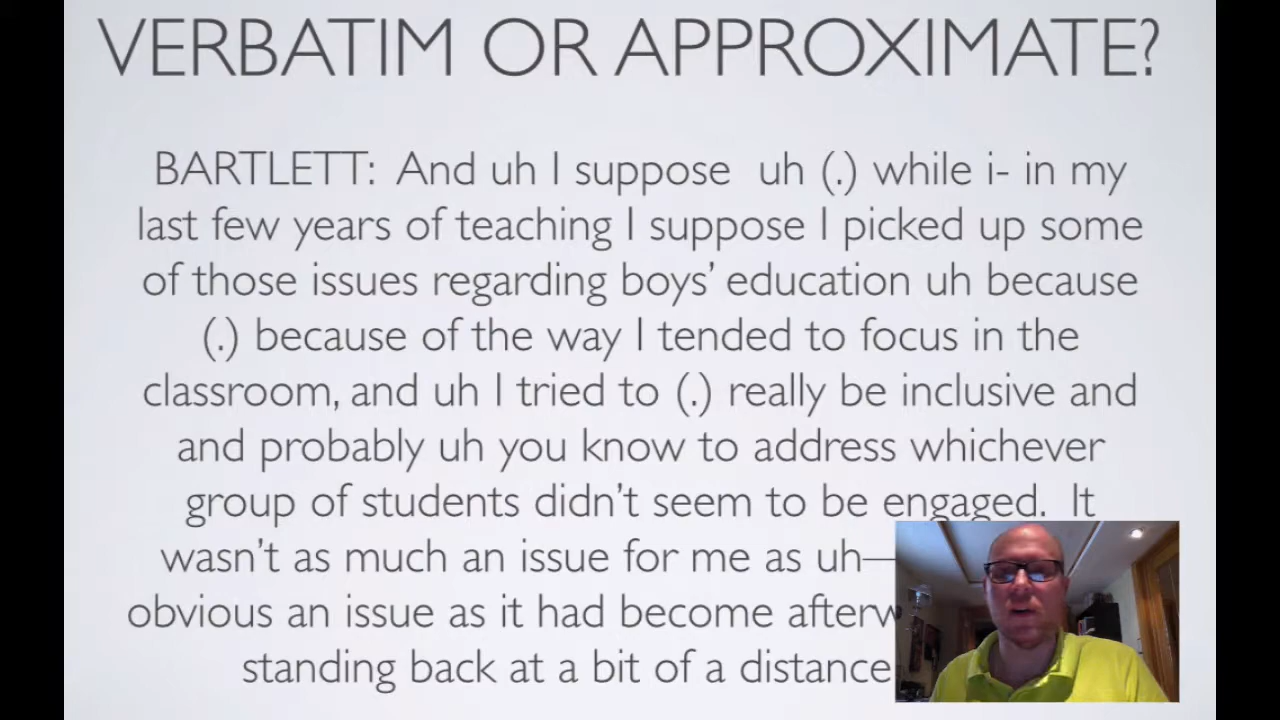 VERBATIM OR APPROXIMATE?
BARTLETT: And uh I suppose uh (.) while i- in my
last few years of teaching I suppose I picked up some
of those issues regarding boys' education uh because
(.) because of the way I tended to focus in the
classroom, and uh I tried to (.) really be inclusive and
and probably uh you know to address whichever
group of students didn't seem to be engaged. It
wasn't as much an issue for me as uh—
obvious an issue as it had become
standing back at a bit of a distance